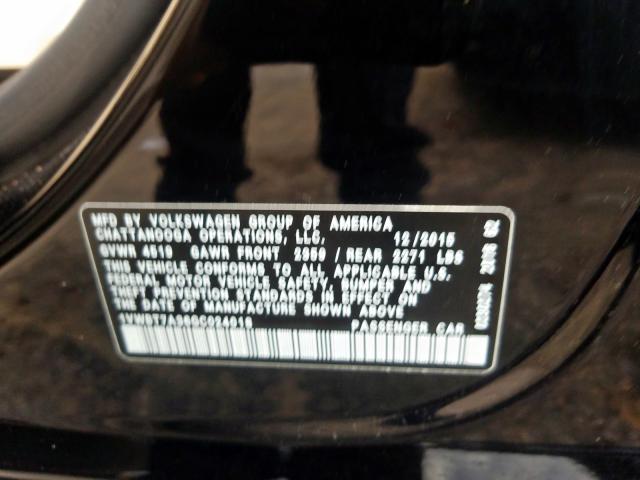 MFD BY VOLKSWAGEN GROUP OF AMERICA
CHATTANOOGA OPERATIONS, LLC, 12/2015
GVWR GAWR FRONT / REAR 2271 LBS
THIS VEHICLE CONFORMS TO ALL APPLICABLE U.S.
FEDERAL MOTOR VEHICLE SAFETY, BUMPER AND
THEFT PREVENTION STANDARDS IN EFFECT ON
THE DATE OF MANUFACTURE SHOWN ABOVE
PASSENGER CAR